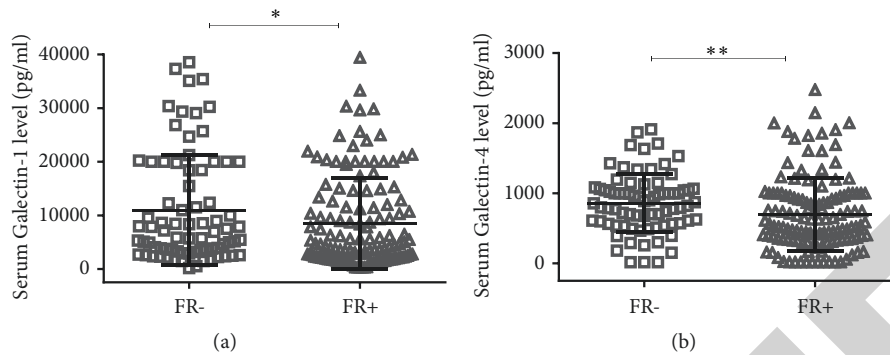 *
Serum Galectin-1 level (pg/ml)
40000
30000
20000
10000
0
FR-
FR+
(a)
**
Serum Galectin-4 level (pg/ml)
3000
2000
1000
0
FR-
FR+
(b)